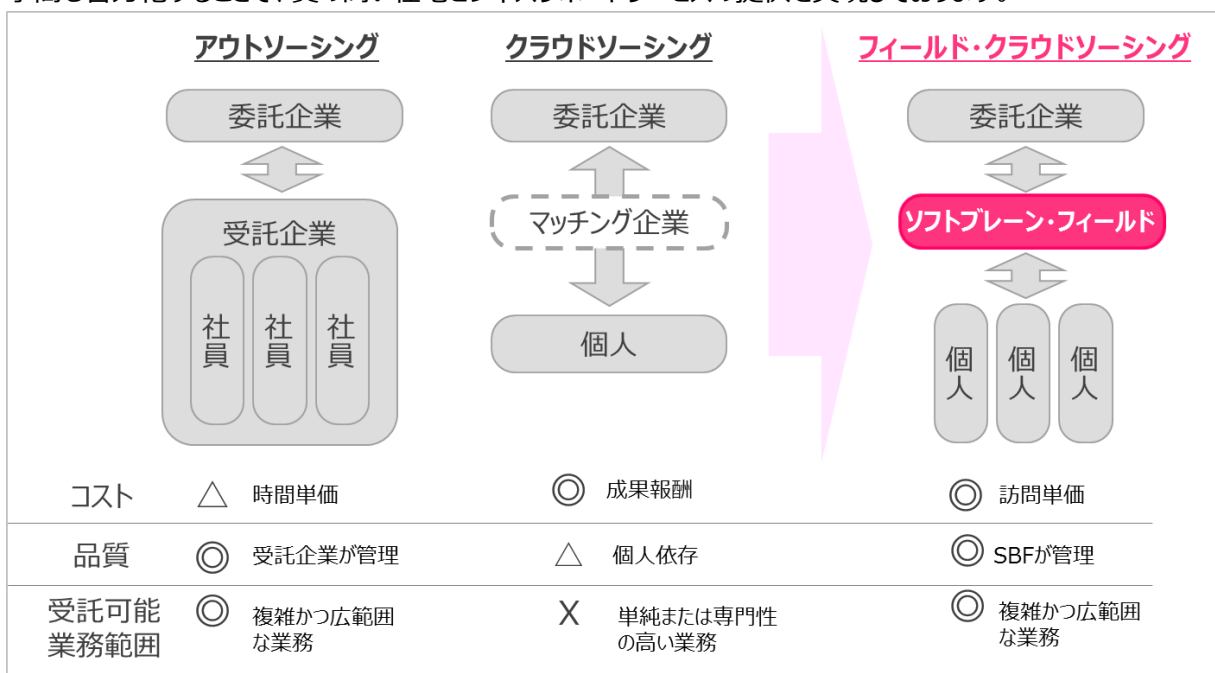 アウトソーシング
クラウドソーシング
フィールド・クラウドソーシング
委託企業
委託企業
委託企業
受託企業
マッチング企業
ソフトブレーン・フィールド
社員
社員
社員
個人
個人
個人
個人
コスト
△ 時間単価
◎ 成果報酬
◎ 訪問単価
品質
◎ 受託企業が管理
△ 個人依存
◎ SBFが管理
受託可能
業務範囲
◎ 複雑かつ広範囲
な業務
X 単純または専門性
の高い業務
◎ 複雑かつ広範囲
な業務